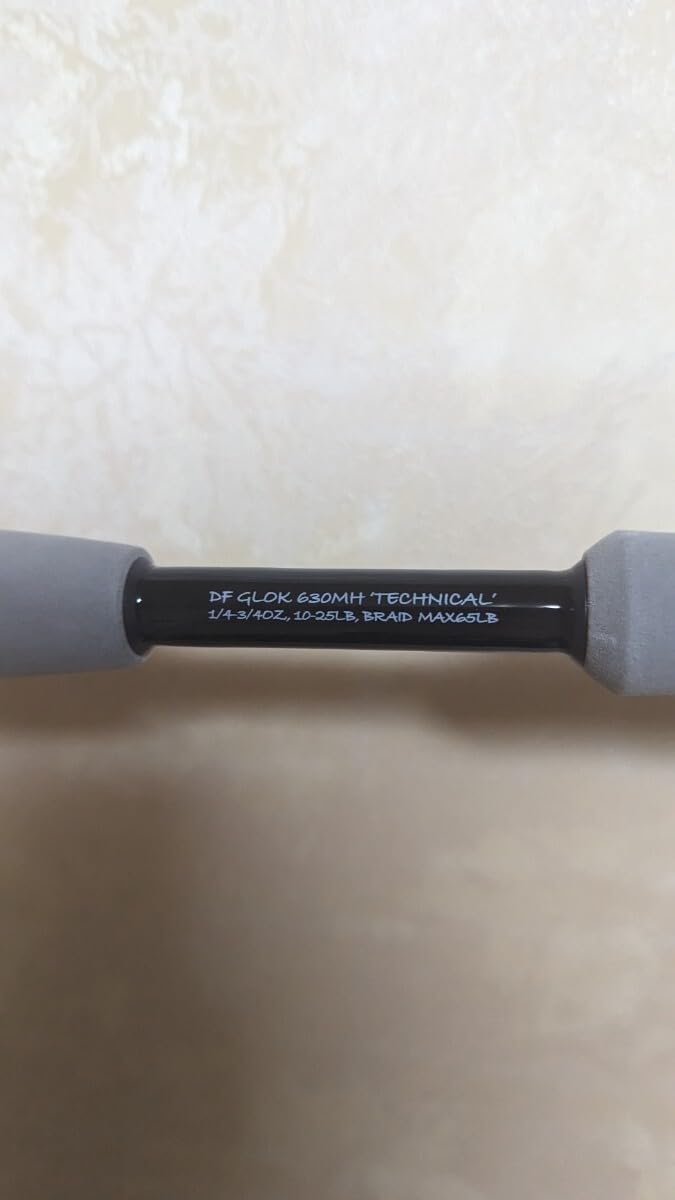 DF GLOK 630MH 'TECHNICAL'
1/4-3/4OZ., 10-25LB, BRAID MAX65LB